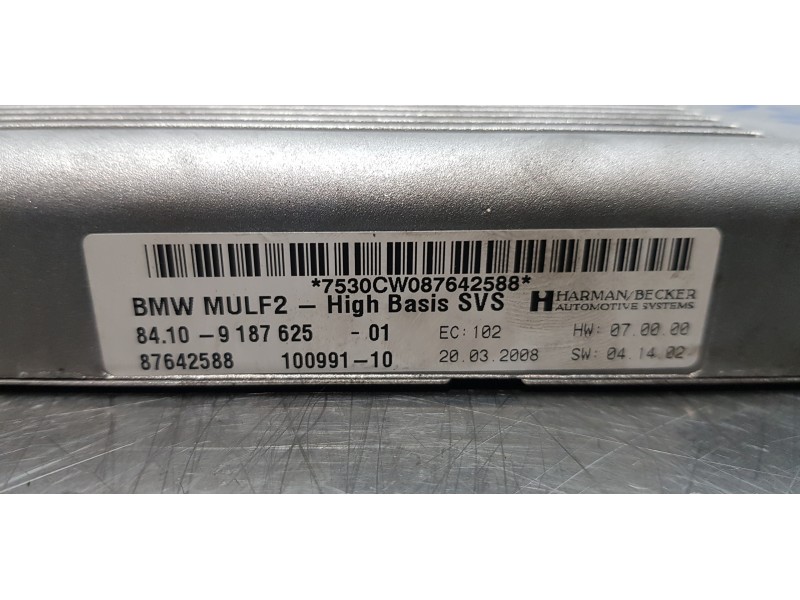 *7530CW087642588*
BMW MULF2 – High Basis SVS
HARMAN/BECKER
AUTOMOTIVE SYSTEMS
84.10 - 9 187 625 - 01 EC: 102 HW: 07.00.00
87642588 100991-10 20.03.2008 SW: 04.14.02